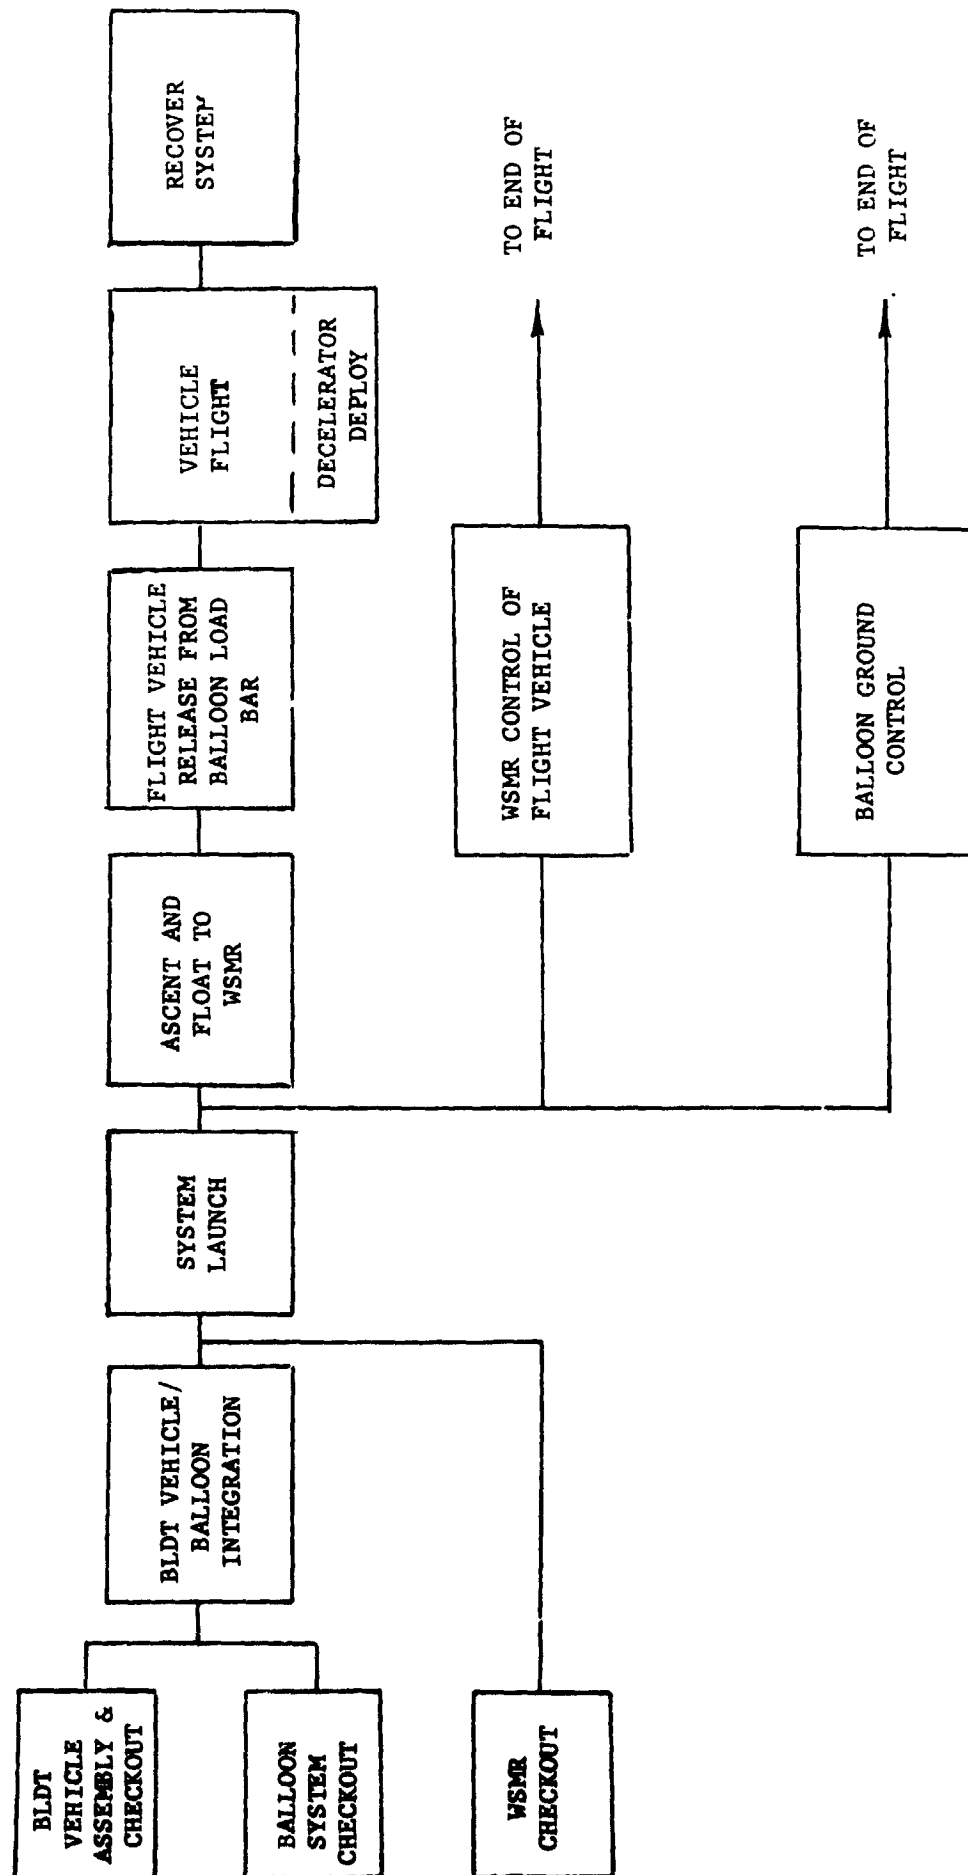 BLDT
VEHICLE
ASSEMBLY &
CHECKOUT
BALLOON
SYSTEM
CHECKOUT
WSMR
CHECKOUT
BLDT VEHICLE/
BALLOON
INTEGRATION
SYSTEM
LAUNCH
ASCENT AND
FLOAT TO
WSMR
FLIGHT VEHICLE
RELEASE FROM
BALLOON LOAD
BAR
VEHICLE
FLIGHT
DECELERATOR
DEPLOY
RECOVER
SYSTEM
WSMR CONTROL OF
FLIGHT VEHICLE
TO END OF
FLIGHT
BALLOON GROUND
CONTROL
TO END OF
FLIGHT